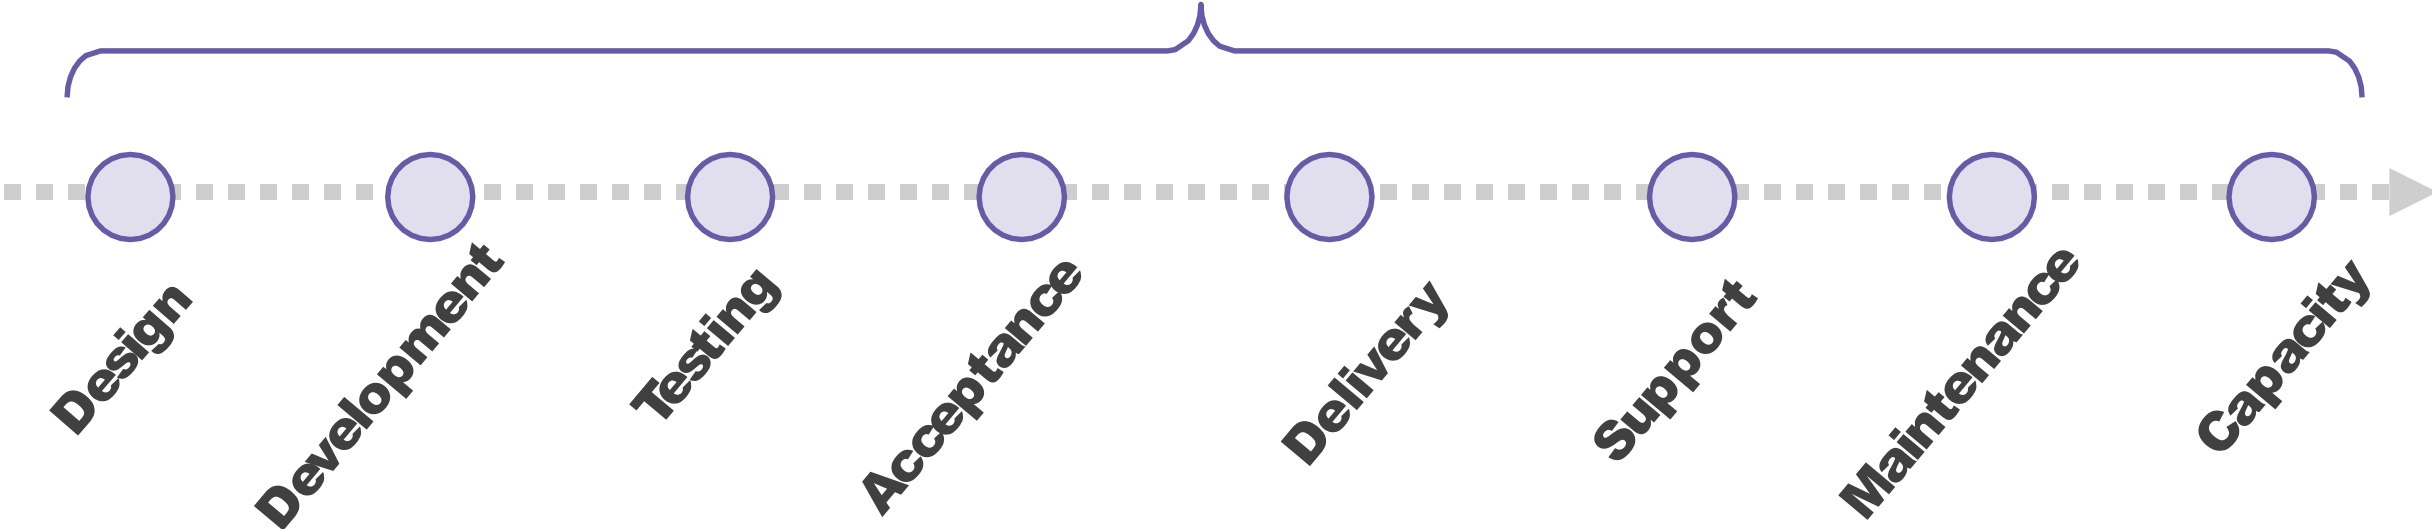 Design
Development
Testing
Acceptance
Delivery
Support
Maintenance
Capacity